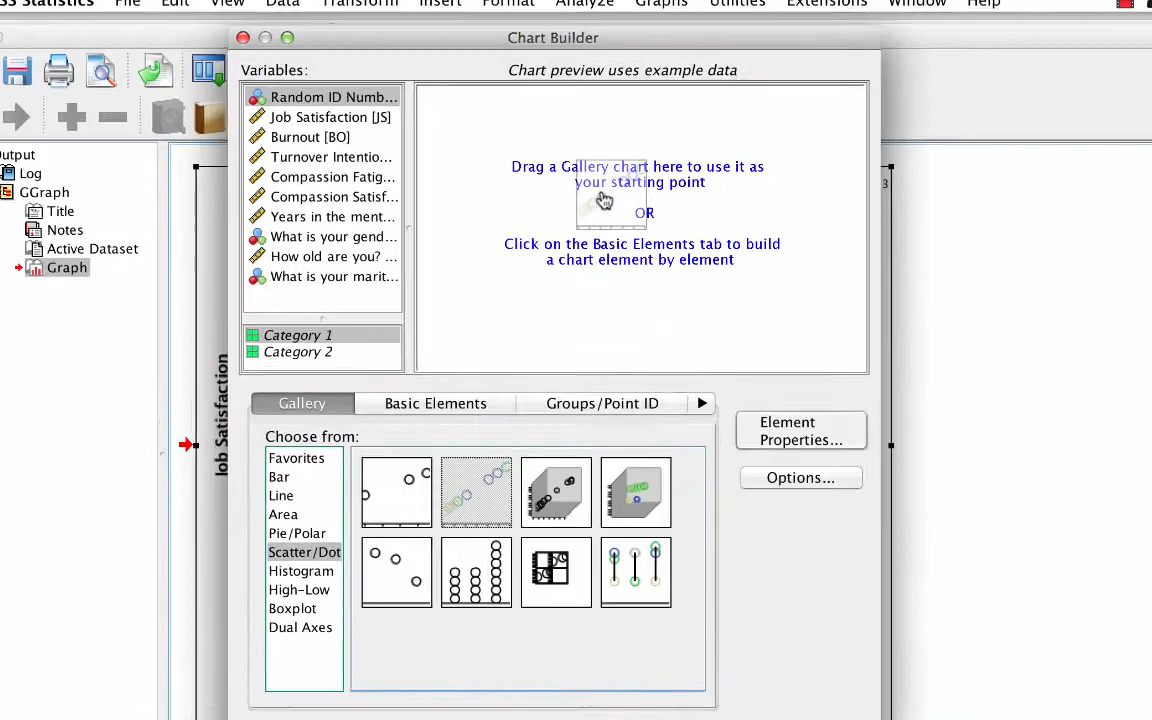 SS Statistics File Edit View Data Transform Insert Format Analyze Graphs Utilities Extensions Window Help
Chart Builder
Variables:
Chart preview uses example data
Random ID Numb...
Job Satisfaction [JS]
Burnout [BO]
Turnover Intentio...
Compassion Fatig...
Compassion Satisf...
Years in the ment...
What is your gend...
How old are you? ...
What is your marit...
Category 1
Category 2
Drag a Gallery chart here to use it as
your starting point
OR
Click on the Basic Elements tab to build
a chart element by element
utput
Log
GGraph
Title
Notes
Active Dataset
Graph
Job Satisfaction
3
Gallery
Basic Elements
Groups/Point ID
Choose from:
Favorites
Bar
Line
Area
Pie/Polar
Scatter/Dot
Histogram
High-Low
Boxplot
Dual Axes
Element
Properties...
Options...